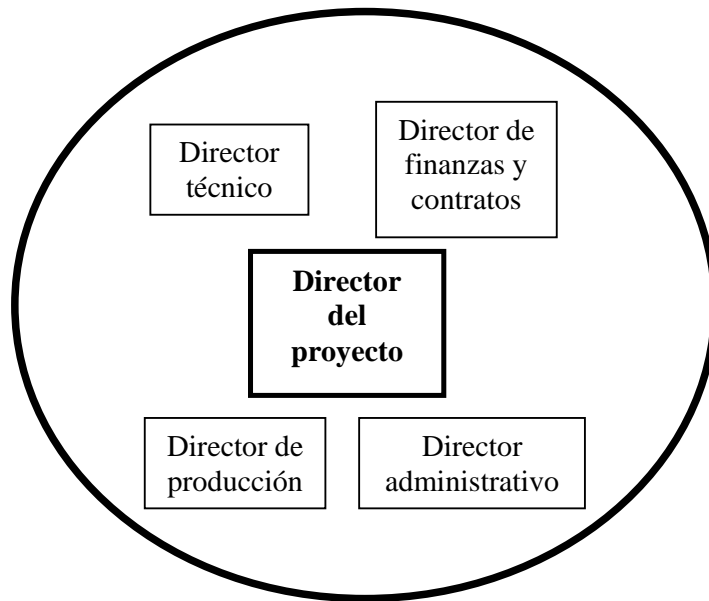 Director
técnico
Director de
finanzas y
contratos
Director
del
proyecto
Director de
producción
Director
administrativo